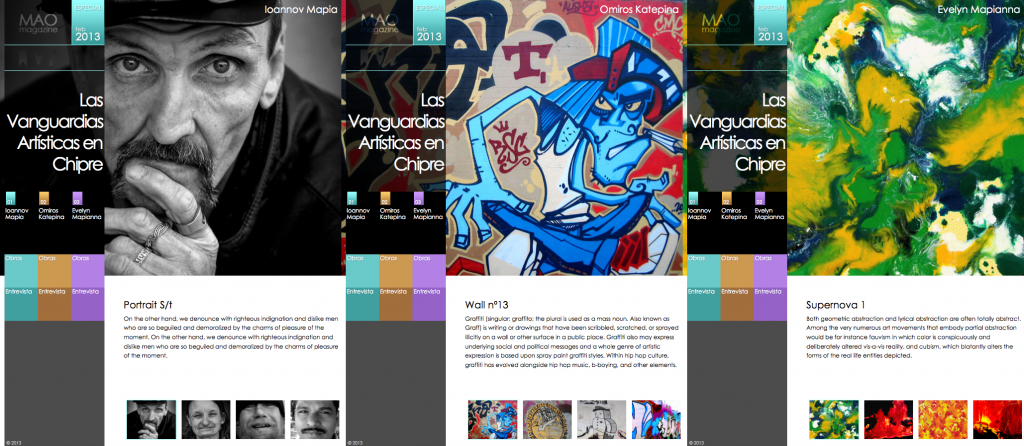 MAO
magazine
ESPECIAL
feb
2013
Ioannov Mapia
Las
Vanguardias
Artísticas en
Chipre
01
02
03
Ioannov
Mapia
Omiros
Katepina
Evelyn
Mapianna
Obras
Obras
Obras
Entrevista
Entrevista
Entrevista
Portrait S/t
On the other hand, we denounce with righteous indignation and dislike men
who are so beguiled and demoralized by the charms of pleasure of the
moment. On the other hand, we denounce with righteous indignation and
dislike men who are so beguiled and demoralized by the charms of pleasure
of the moment.
© 2013
MAO
magazine
ESPECIAL
feb
2013
Omiros Katepina
Las
Vanguardias
Artísticas en
Chipre
01
02
03
Ioannov
Mapia
Omiros
Katepina
Evelyn
Mapianna
Obras
Obras
Obras
Entrevista
Entrevista
Entrevista
Wall nº13
Graffiti (singular: graffito; the plural is used as a mass noun. Also known as
Graff) is writing or drawings that have been scribbled, scratched, or sprayed
illicitly on a wall or other surface in a public place. Graffiti also may express
underlying social and political messages and a whole genre of artistic
expression is based upon spray paint graffiti styles. Within hip hop culture,
graffiti has evolved alongside hip hop music, b-boying, and other elements.
© 2013
MAO
magazine
ESPECIAL
feb
2013
Evelyn Mapianna
Las
Vanguardias
Artísticas en
Chipre
01
02
03
Ioannov
Mapia
Omiros
Katepina
Evelyn
Mapianna
Obras
Obras
Obras
Entrevista
Entrevista
Entrevista
Supernova 1
Both geometric abstraction and lyrical abstraction are often totally abstract.
Among the very numerous art movements that embody partial abstraction
would be for instance fauvism in which color is conspicuously and
deliberately altered vis-a-vis reality, and cubism, which blatantly alters the
forms of the real life entities depicted.
© 2013